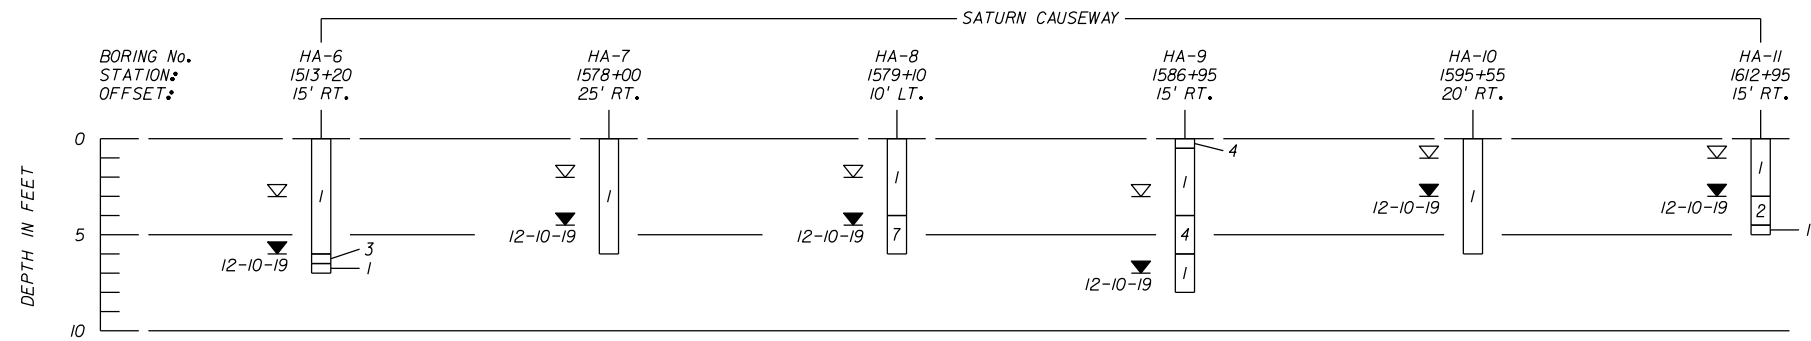 SATURN CAUSEWAY
BORING No. HA-6 HA-7 HA-8 HA-9 HA-10 HA-11
STATION: 1513+20 1578+00 1579+10 1586+95 1595+55 1612+95
OFFSET: 15' RT. 25' RT. 10' LT. 15' RT. 20' RT. 15' RT.
0
4
1 1 1 1 1 1
12-10-19 12-10-19 2
1
5 12-10-19 12-10-19 7 4
3
12-10-19 1
12-10-19 1
10
DEPTH IN FEET